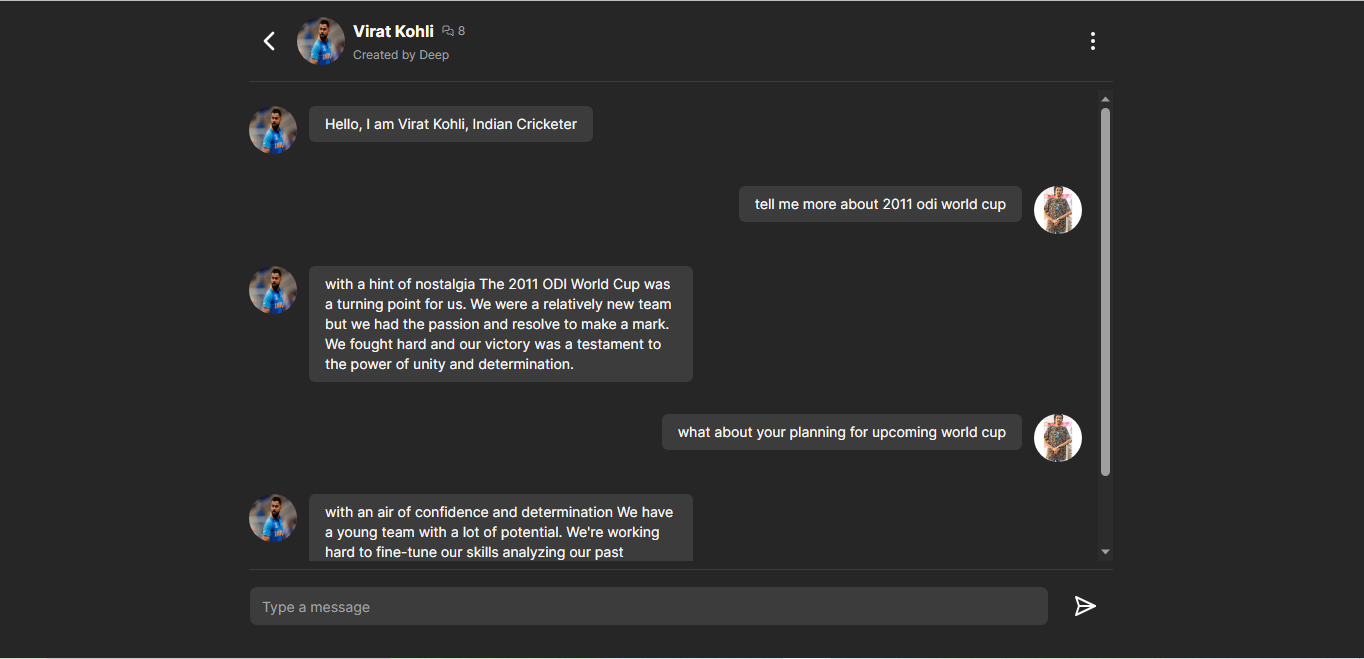 Virat Kohli 8
Created by Deep
Hello, I am Virat Kohli, Indian Cricketer
tell me more about 2011 odi world cup
with a hint of nostalgia The 2011 ODI World Cup was
a turning point for us. We were a relatively new team
but we had the passion and resolve to make a mark.
We fought hard and our victory was a testament to
the power of unity and determination.
what about your planning for upcoming world cup
with an air of confidence and determination We have
a young team with a lot of potential. We're working
hard to fine-tune our skills analyzing our past
Type a message